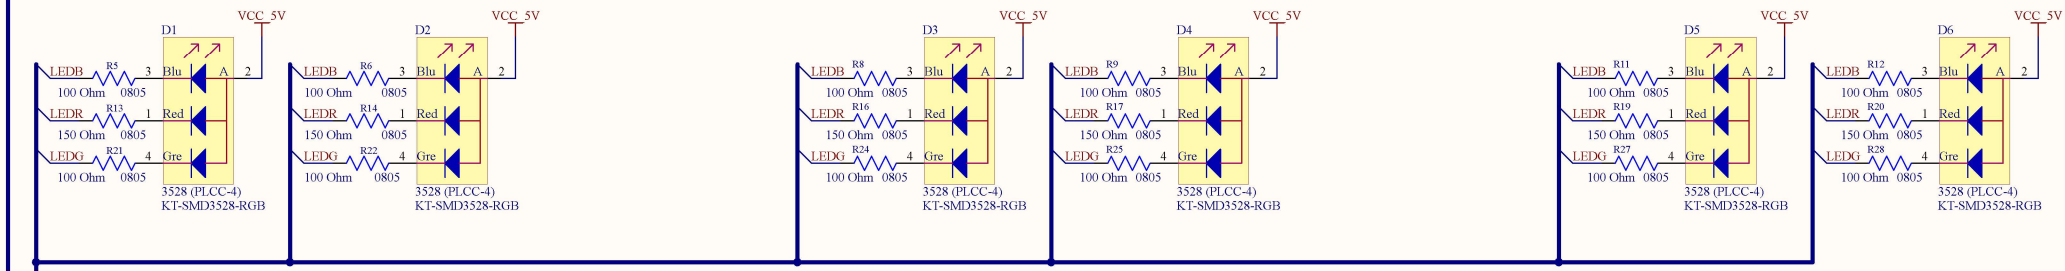 VCC_5V VCC_5V VCC_5V VCC_5V VCC_5V VCC_5V
D1 D2 D3 D4 D5 D6
LEDB R5 3 Blu A 2 LEDB R6 3 Blu A 2 LEDB R8 3 Blu A 2 LEDB R9 3 Blu A 2 LEDB R11 3 Blu A 2 LEDB R12 3 Blu A 2
100 Ohm 0805 100 Ohm 0805 100 Ohm 0805 100 Ohm 0805 100 Ohm 0805 100 Ohm 0805
LEDR R13 1 Red LEDR R14 1 Red LEDR R16 1 Red LEDR R17 1 Red LEDR R19 1 Red LEDR R20 1 Red
150 Ohm 0805 150 Ohm 0805 150 Ohm 0805 150 Ohm 0805 150 Ohm 0805 150 Ohm 0805
LEDG R21 4 Gre LEDG R22 4 Gre LEDG R24 4 Gre LEDG R25 4 Gre LEDG R27 4 Gre LEDG R28 4 Gre
100 Ohm 0805 100 Ohm 0805 100 Ohm 0805 100 Ohm 0805 100 Ohm 0805 100 Ohm 0805
3528 (PLCC-4) 3528 (PLCC-4) 3528 (PLCC-4) 3528 (PLCC-4) 3528 (PLCC-4) 3528 (PLCC-4)
KT-SMD3528-RGB KT-SMD3528-RGB KT-SMD3528-RGB KT-SMD3528-RGB KT-SMD3528-RGB KT-SMD3528-RGB